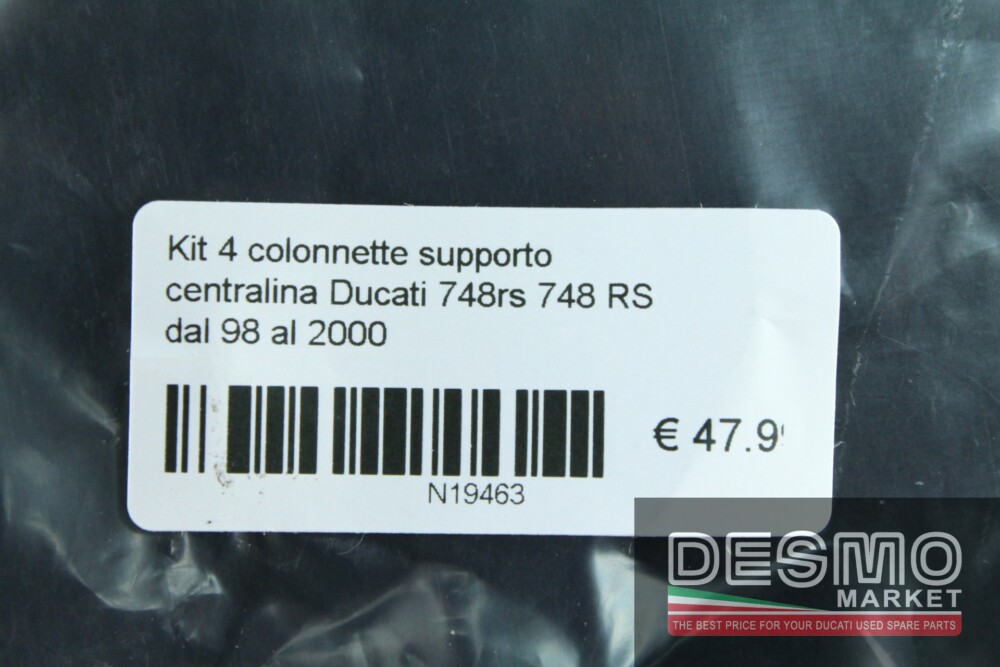 Kit 4 colonnette supporto
centralina Ducati 748rs 748 RS
dal 98 al 2000
€ 47.9
N19463
DESMO
MARKET
THE BEST PRICE FOR YOUR DUCATI USED SPARE PARTS